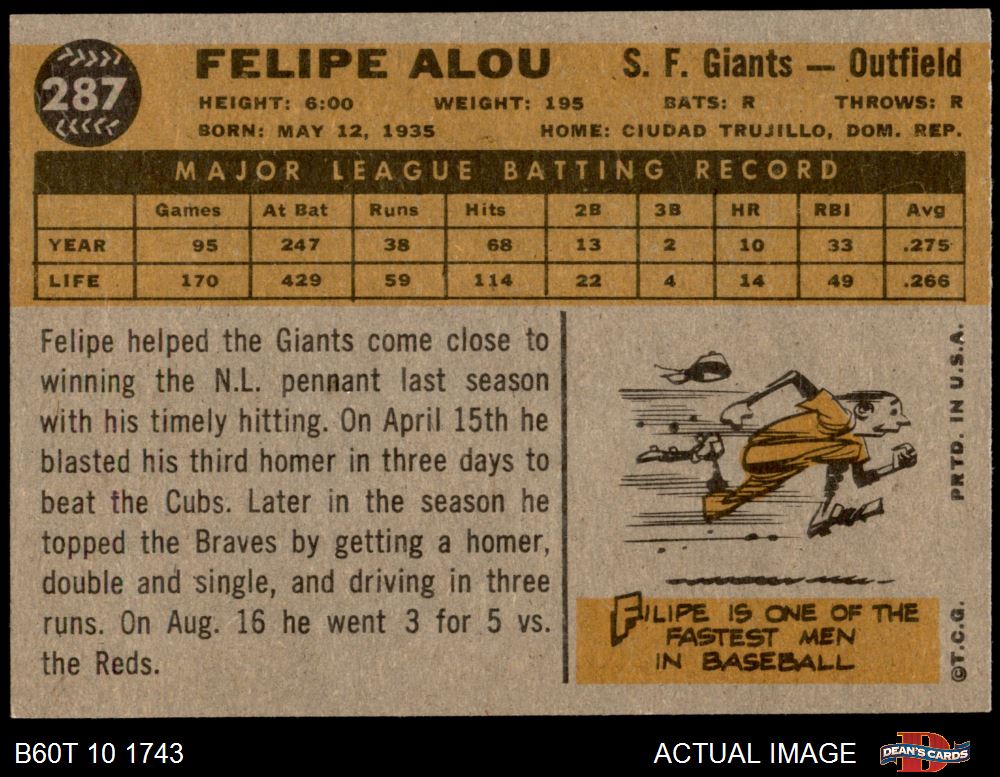 287
FELIPE ALOU
S. F. Giants — Outfield
HEIGHT: 6:00 WEIGHT: 195 BATS: R THROWS: R
BORN: MAY 12, 1935 HOME: CIUDAD TRUJILLO, DOM. REP.
MAJOR LEAGUE BATTING RECORD
Games At Bat Runs Hits 2B 3B HR RBI Avg
YEAR 95 247 38 68 13 2 10 33 .275
LIFE 170 429 59 114 22 4 14 49 .266
Felipe helped the Giants come close to
winning the N.L. pennant last season
with his timely hitting. On April 15th he
blasted his third homer in three days to
beat the Cubs. Later in the season he
topped the Braves by getting a homer,
double and single, and driving in three
runs. On Aug. 16 he went 3 for 5 vs.
the Reds.
FILIPE IS ONE OF THE
FASTEST MEN
IN BASEBALL
©T.C.G. PRTD. IN U.S.A.
B60T 10 1743
ACTUAL IMAGE
D
DEAN'S CARDS